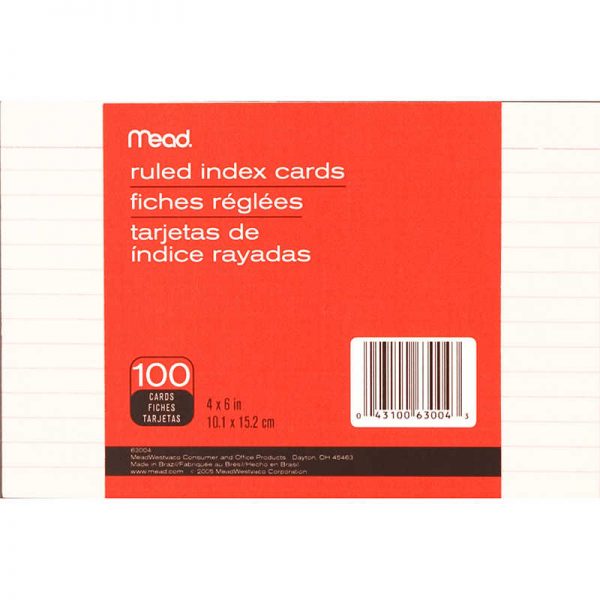 Mead.
ruled index cards
fiches réglées
tarjetas de
índice rayadas
100
CARDS
FICHES
TARJETAS
4 x 6 in
10.1 x 15.2 cm
0 43100 63004 3
63004
MeadWestvaco Consumer and Office Products Dayton, OH 45463
Made in Brazil/Fabriquée au Brésil/Hecho en Brasil
www.mead.com © 2005 MeadWestvaco Corporation